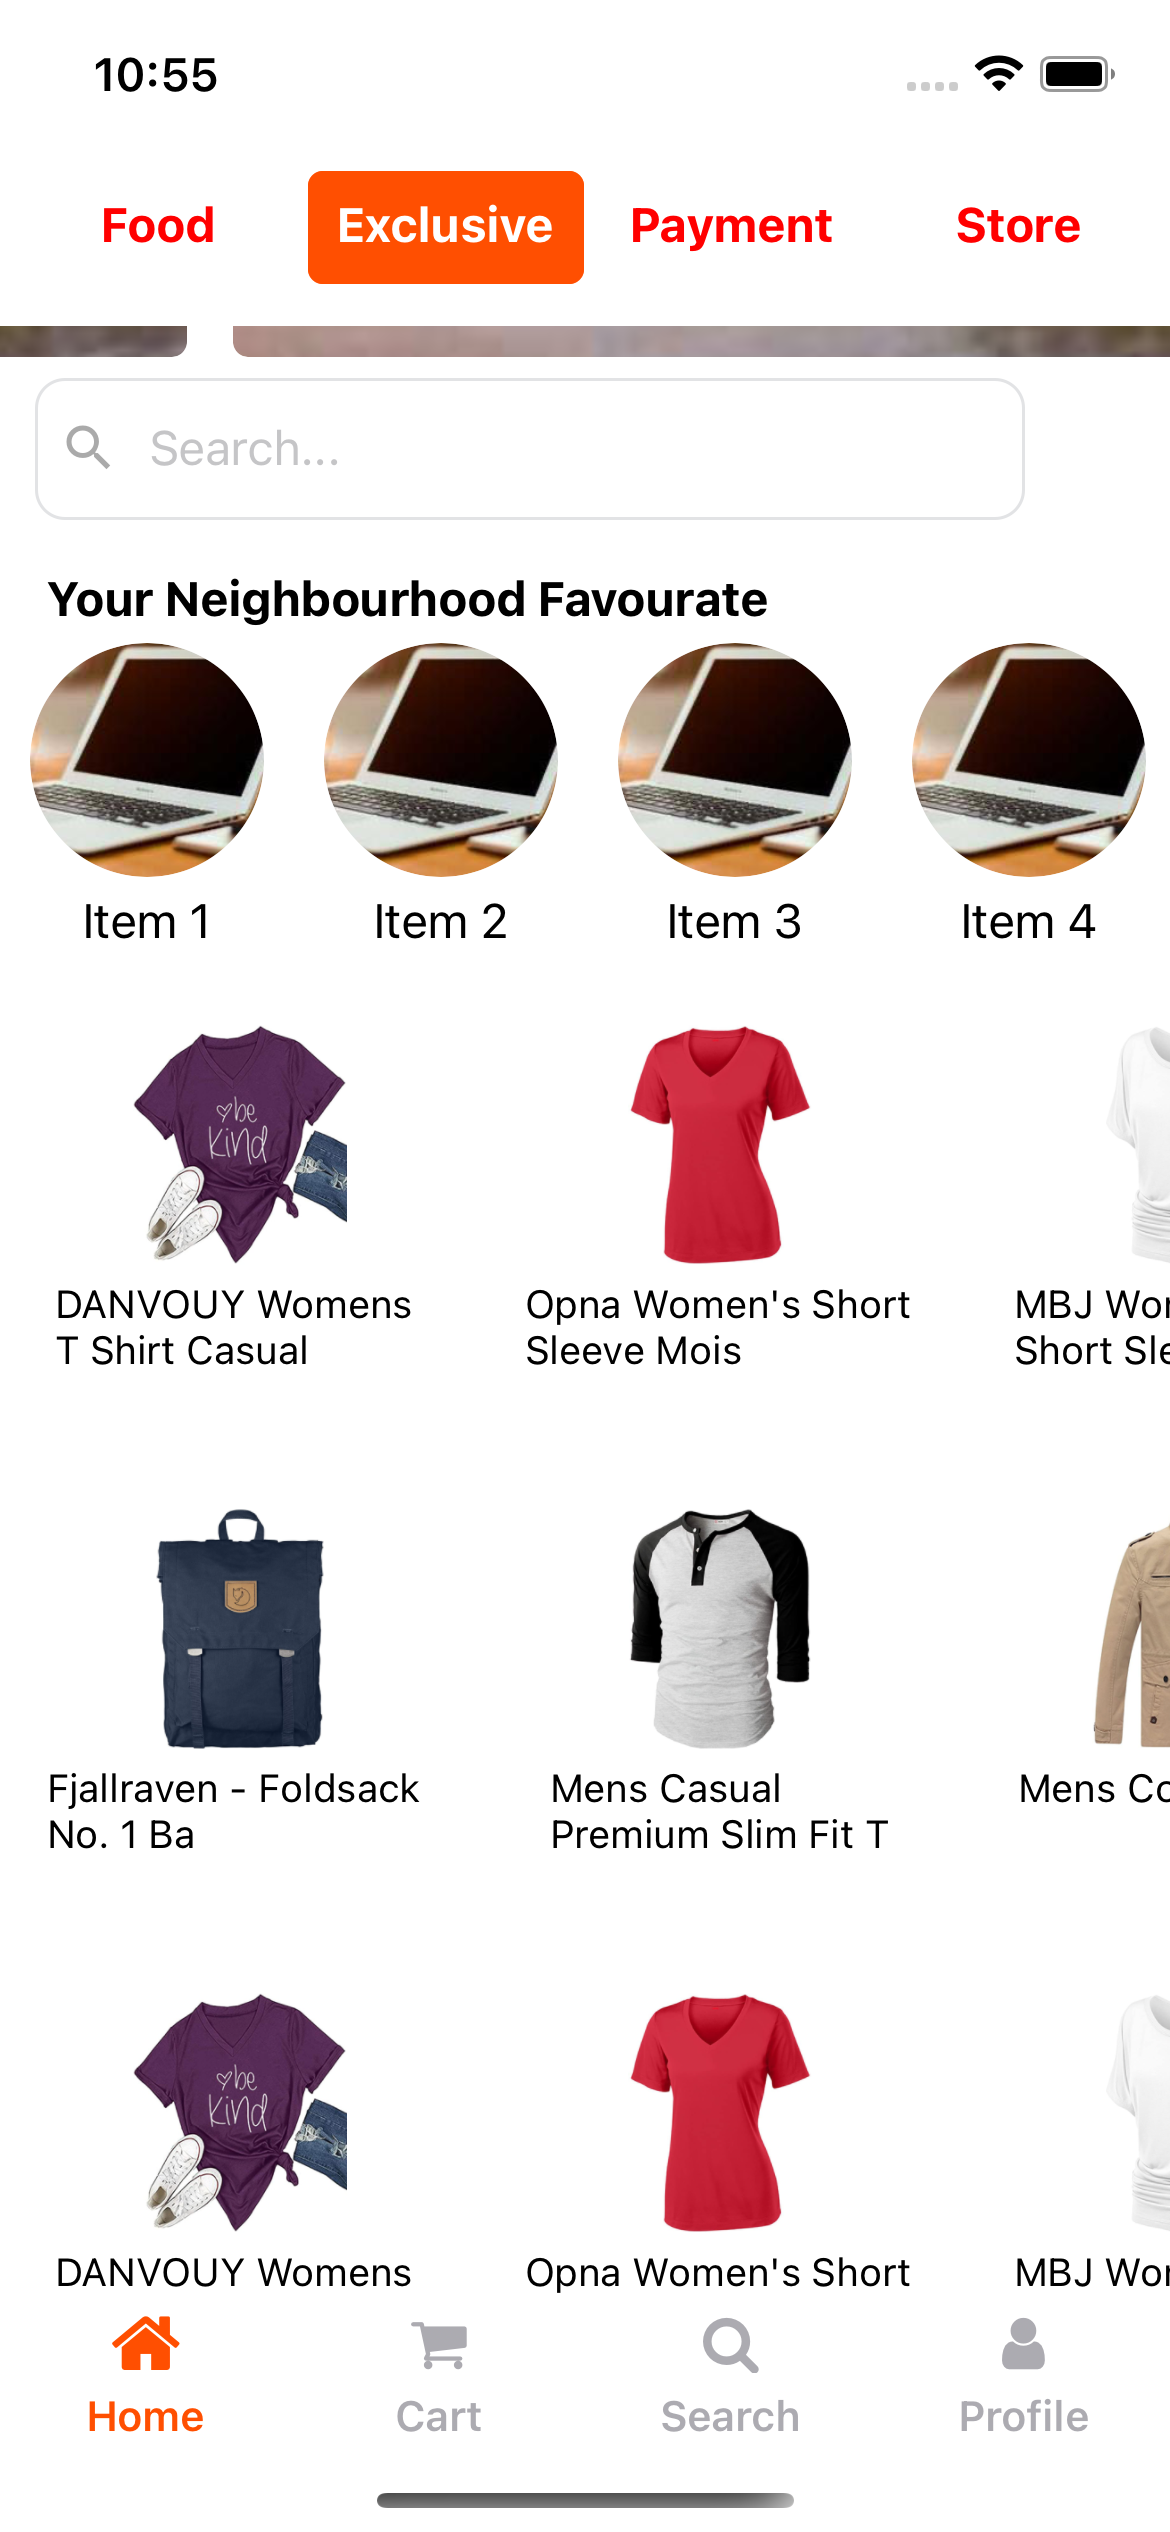 10:55
Food Exclusive Payment Store
Search...
Your Neighbourhood Favourate
Item 1 Item 2 Item 3 Item 4
be
kind
DANVOUY Womens
T Shirt Casual
Opna Women's Short
Sleeve Mois
MBJ Wo
Short Sle
Fjallraven - Foldsack
No. 1 Ba
Mens Casual
Premium Slim Fit T
Mens Co
be
kind
DANVOUY Womens
Opna Women's Short
MBJ Wo
Home Cart Search Profile